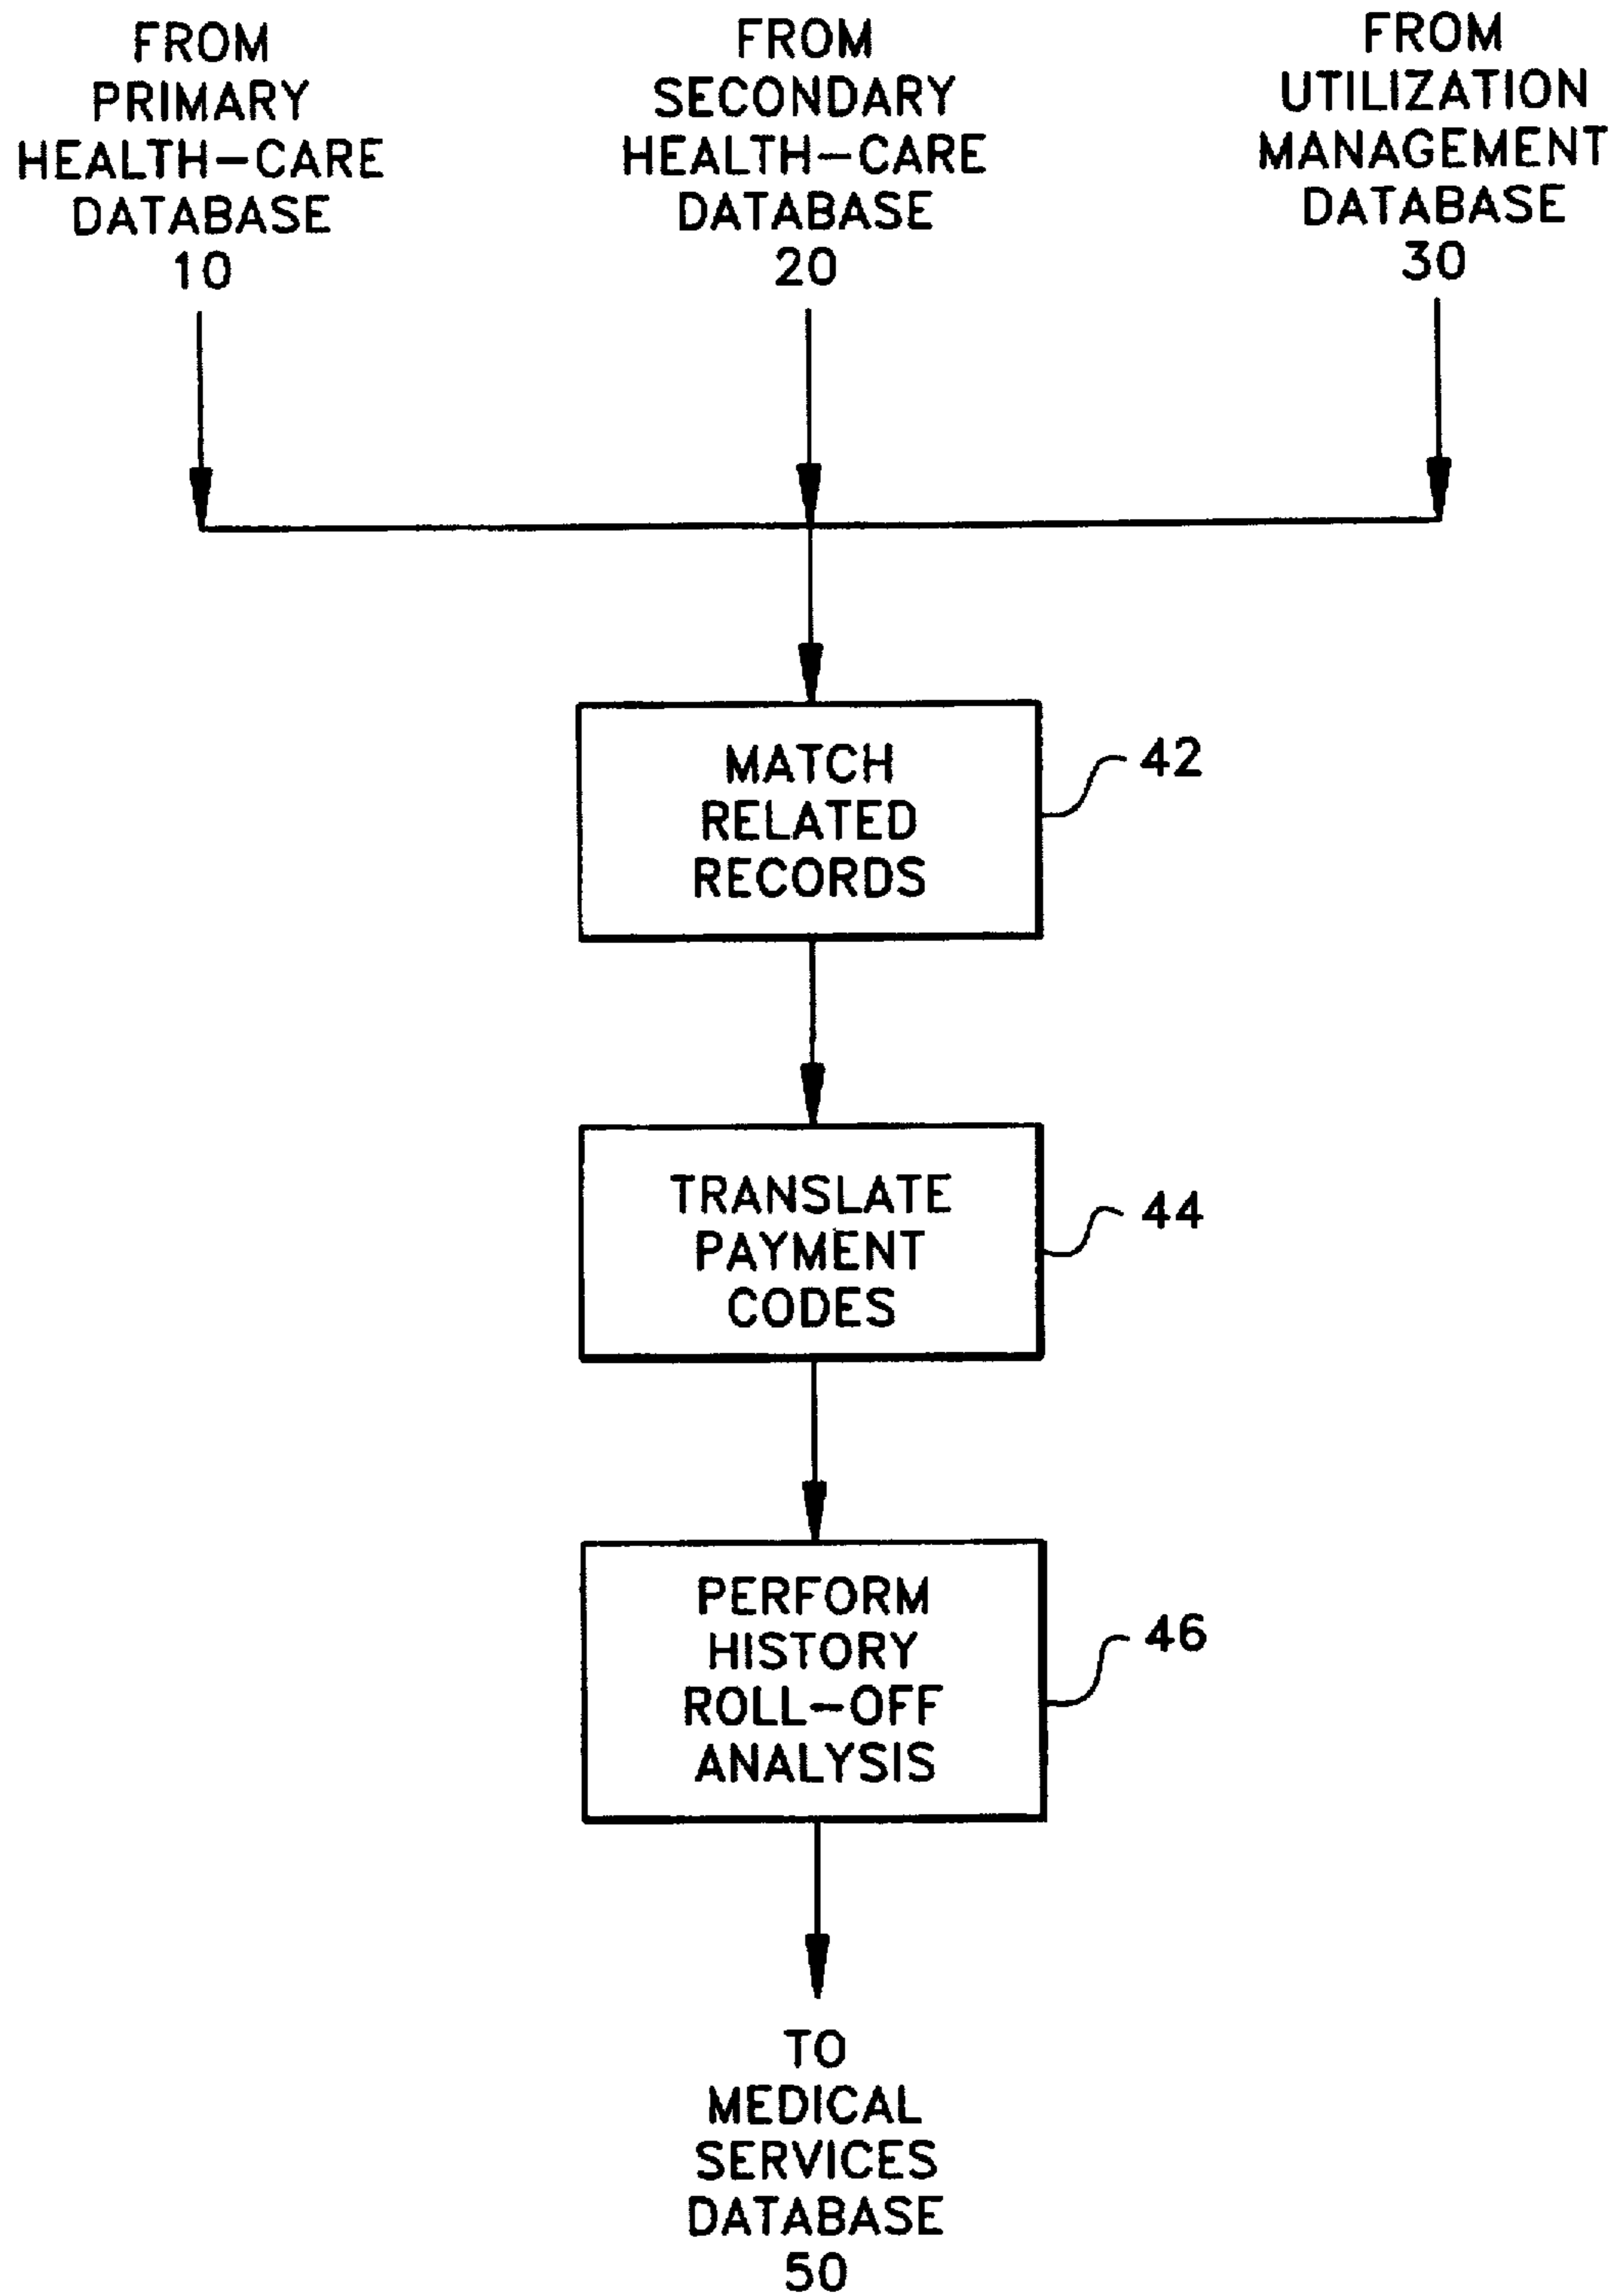 FROM
PRIMARY
HEALTH-CARE
DATABASE
10
FROM
SECONDARY
HEALTH-CARE
DATABASE
20
FROM
UTILIZATION
MANAGEMENT
DATABASE
30
MATCH
RELATED
RECORDS
42
TRANSLATE
PAYMENT
CODES
44
PERFORM
HISTORY
ROLL-OFF
ANALYSIS
46
TO
MEDICAL
SERVICES
DATABASE
50